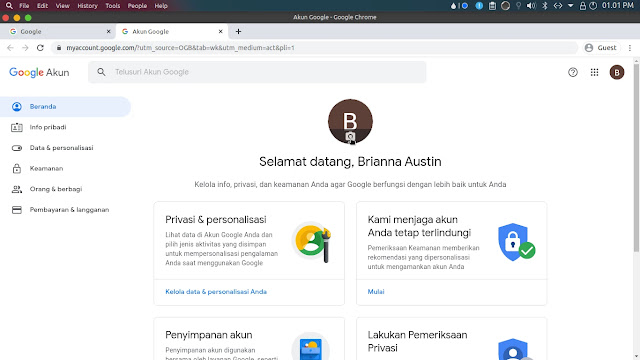 Chrome File Edit View History Tools People Help
01.01 PM
Akun Google - Google Chrome
Google
Akun Google
myaccount.google.com/?utm_source=OGB&tab=wk&utm_medium=act&pli=1
Guest
Google Akun
Telusuri Akun Google
B
Beranda
Info pribadi
Data & personalisasi
Keamanan
Orang & berbagi
Pembayaran & langganan
B
Selamat datang, Brianna Austin
Kelola info, privasi, dan keamanan Anda agar Google berfungsi dengan lebih baik untuk Anda
Privasi & personalisasi
Lihat data di Akun Google Anda dan
pilih jenis aktivitas yang disimpan
untuk mempersonalisasi pengalaman
Anda saat menggunakan Google
Kelola data & personalisasi Anda
Kami menjaga akun
Anda tetap terlindungi
Pemeriksaan Keamanan memberikan
rekomendasi yang dipersonalisasi
untuk mengamankan akun Anda
Mulai
Penyimpanan akun
Penyimpanan akun digunakan
bersama oleh layanan Google, seperti
Lakukan Pemeriksaan
Privasi